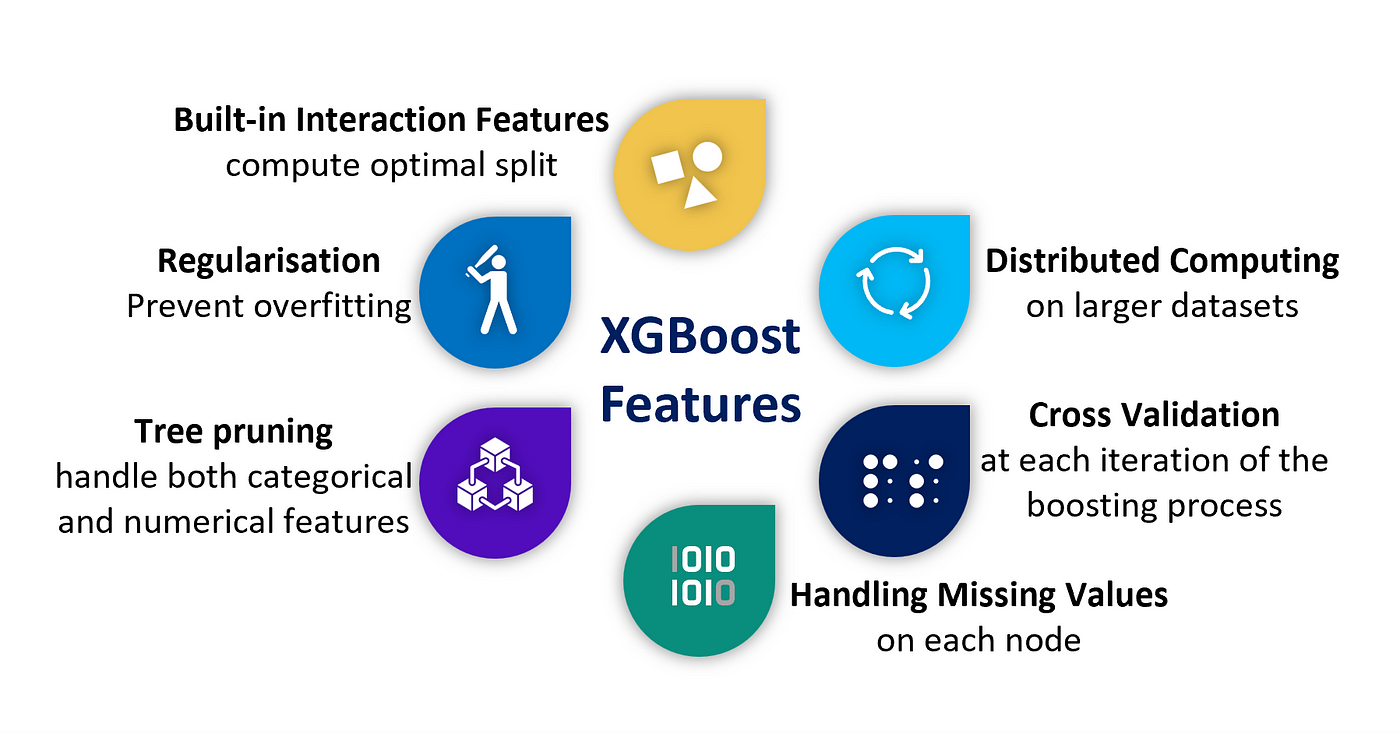 Built-in Interaction Features
compute optimal split
Regularisation
Prevent overfitting
Distributed Computing
on larger datasets
XGBoost
Features
Tree pruning
handle both categorical
and numerical features
Cross Validation
at each iteration of the
boosting process
1010
1010
Handling Missing Values
on each node